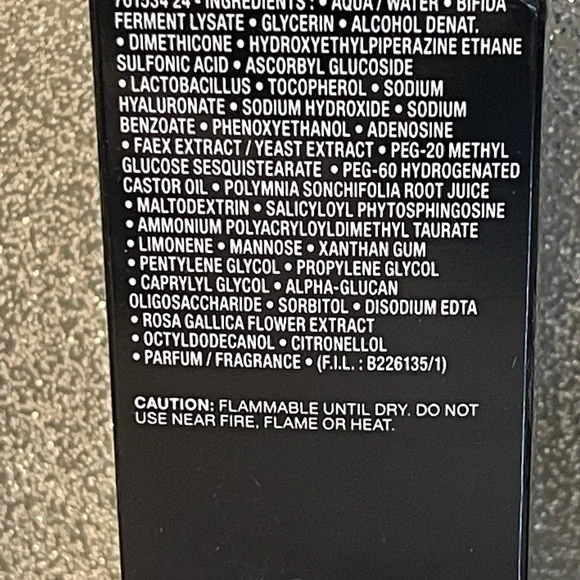 761534 24 • INGREDIENTS : • AQUA / WATER • BIFIDA
FERMENT LYSATE • GLYCERIN • ALCOHOL DENAT.
• DIMETHICONE • HYDROXYETHYLPIPERAZINE ETHANE
SULFONIC ACID • ASCORBYL GLUCOSIDE
• LACTOBACILLUS • TOCOPHEROL • SODIUM
HYALURONATE • SODIUM HYDROXIDE • SODIUM
BENZOATE • PHENOXYETHANOL • ADENOSINE
• FAEX EXTRACT / YEAST EXTRACT • PEG-20 METHYL
GLUCOSE SESQUISTEARATE • PEG-60 HYDROGENATED
CASTOR OIL • POLYMNIA SONCHIFOLIA ROOT JUICE
• MALTODEXTRIN • SALICYLOYL PHYTOSPHINGOSINE
• AMMONIUM POLYACRYLOYLDIMETHYL TAURATE
• LIMONENE • MANNOSE • XANTHAN GUM
• PENTYLENE GLYCOL • PROPYLENE GLYCOL
• CAPRYLYL GLYCOL • ALPHA-GLUCAN
OLIGOSACCHARIDE • SORBITOL • DISODIUM EDTA
• ROSA GALLICA FLOWER EXTRACT
• OCTYLDODECANOL • CITRONELLOL
• PARFUM / FRAGRANCE • (F.I.L. : B226135/1)
CAUTION: FLAMMABLE UNTIL DRY. DO NOT
USE NEAR FIRE, FLAME OR HEAT.